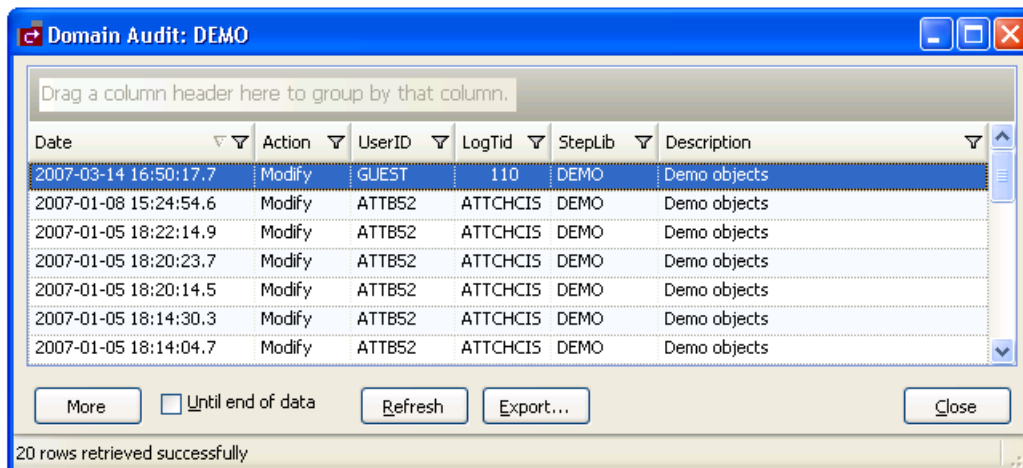 Domain Audit: DEMO
Drag a column header here to group by that column.
Date Action UserID LogTid StepLib Description
2007-03-14 16:50:17.7 Modify GUEST 110 DEMO Demo objects
2007-01-08 15:24:54.6 Modify ATTB52 ATTCHCIS DEMO Demo objects
2007-01-05 18:22:14.9 Modify ATTB52 ATTCHCIS DEMO Demo objects
2007-01-05 18:20:23.7 Modify ATTB52 ATTCHCIS DEMO Demo objects
2007-01-05 18:20:14.5 Modify ATTB52 ATTCHCIS DEMO Demo objects
2007-01-05 18:14:30.3 Modify ATTB52 ATTCHCIS DEMO Demo objects
2007-01-05 18:14:04.7 Modify ATTB52 ATTCHCIS DEMO Demo objects
More Until end of data Refresh Export... Close
20 rows retrieved successfully